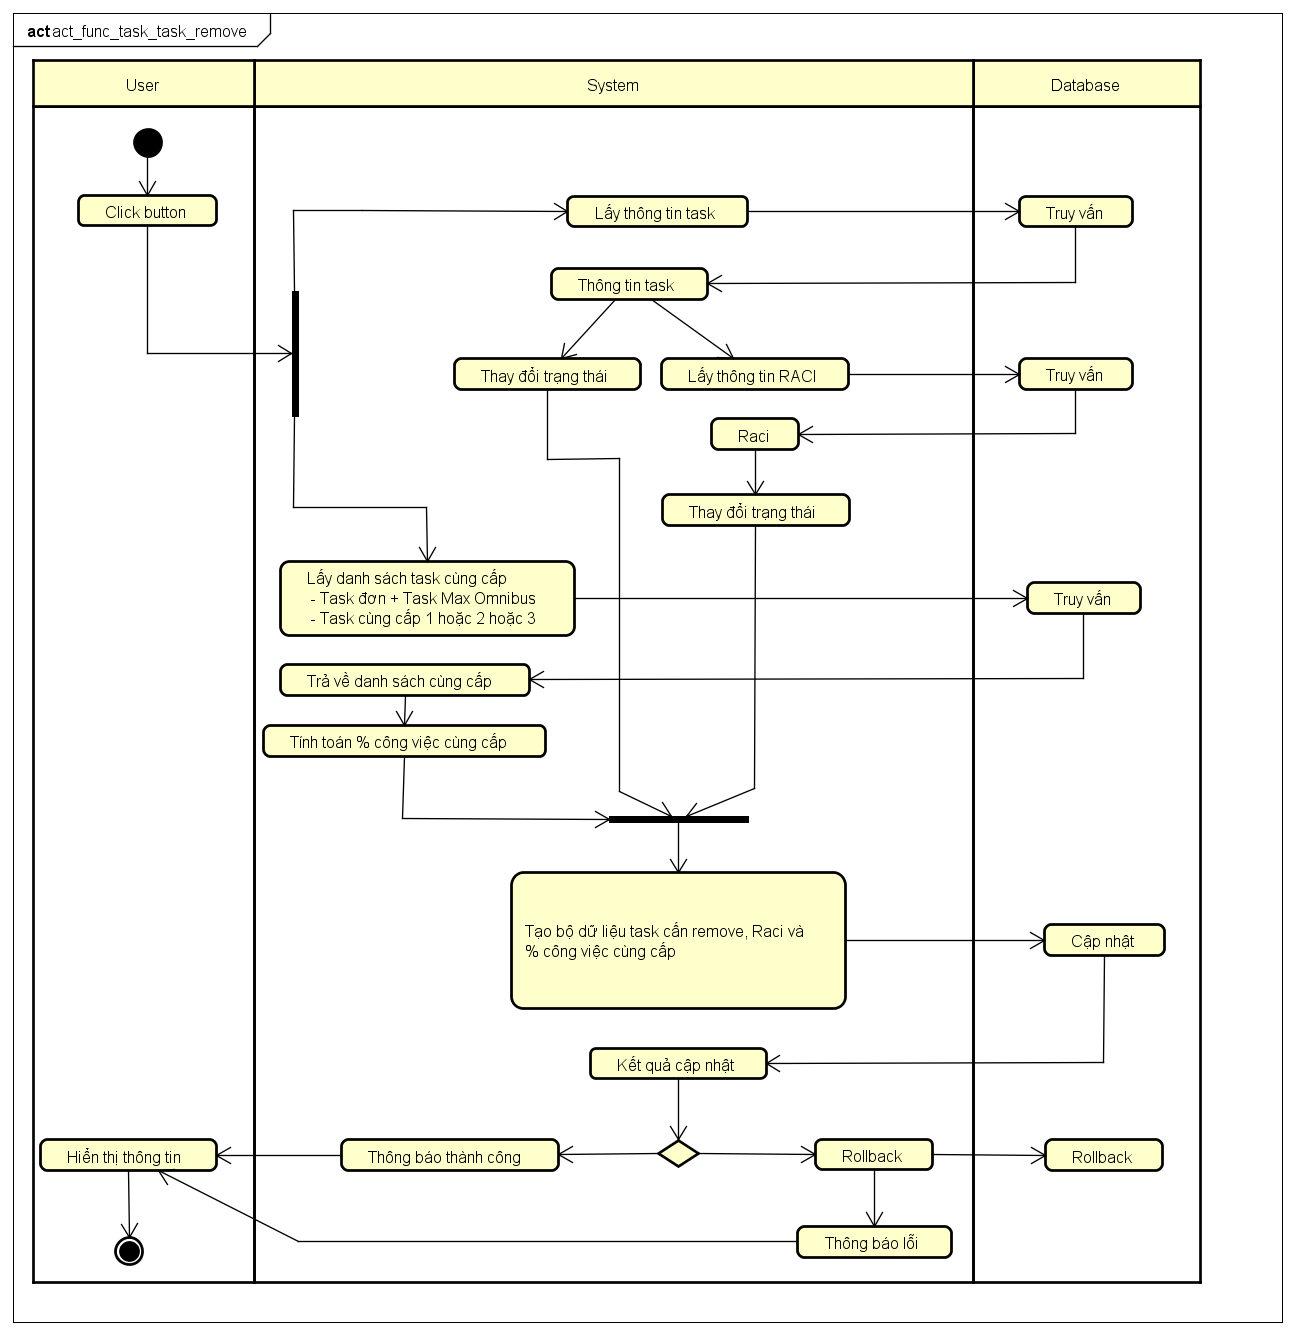 act act_func_task_task_remove
User
System
Database
Click button
Lấy thông tin task
Truy vấn
Thông tin task
Thay đổi trạng thái
Lấy thông tin RACI
Truy vấn
Raci
Thay đổi trạng thái
Lấy danh sách task cùng cấp
- Task đơn + Task Max Omnibus
- Task cùng cấp 1 hoặc 2 hoặc 3
Truy vấn
Trả về danh sách cùng cấp
Tính toán % công việc cùng cấp
Tạo bộ dữ liệu task cần remove, Raci và
% công việc cùng cấp
Cập nhật
Kết quả cập nhật
Hiển thị thông tin
Thông báo thành công
Rollback
Rollback
Thông báo lỗi